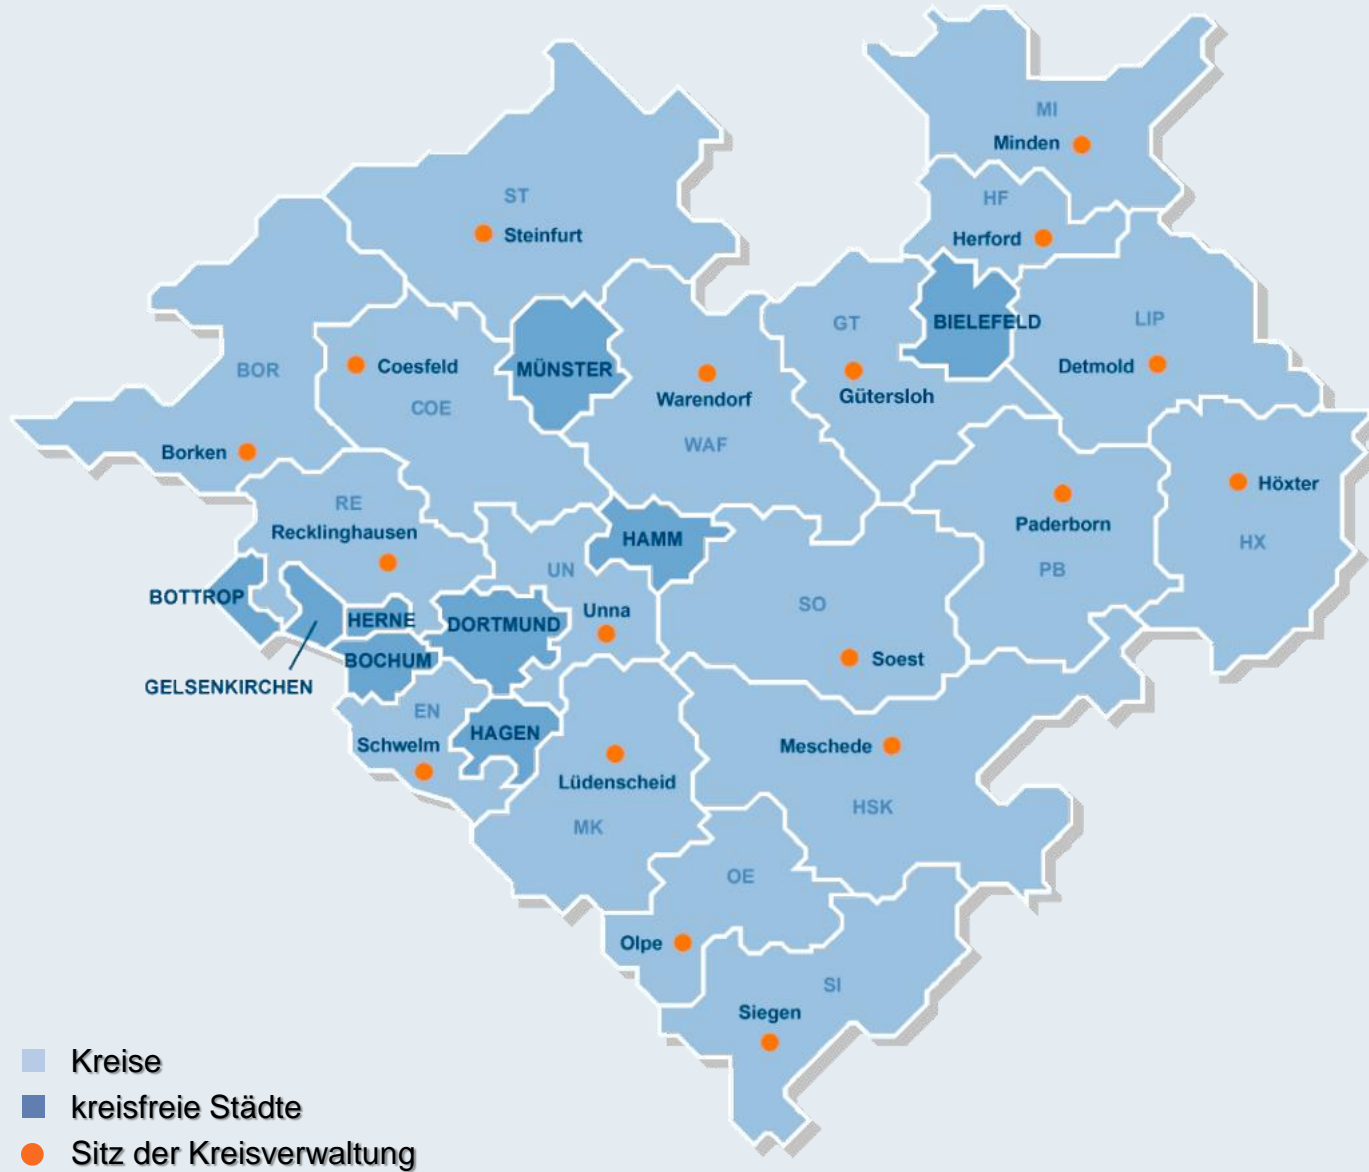 MI
Minden
ST
HF
Steinfurt
Herford
GT
BIELEFELD
LIP
BOR
Coesfeld
MÜNSTER
Detmold
COE
Warendorf
Gütersloh
WAF
Borken
RE
Höxter
Recklinghausen
HAMM
Paderborn
HX
UN
PB
BOTTROP
SO
HERNE
DORTMUND
Unna
BOCHUM
Soest
GELSENKIRCHEN
EN
HAGEN
Schwelm
Meschede
Lüdenscheid
HSK
MK
OE
Olpe
SI
Siegen
Kreise
kreisfreie Städte
Sitz der Kreisverwaltung